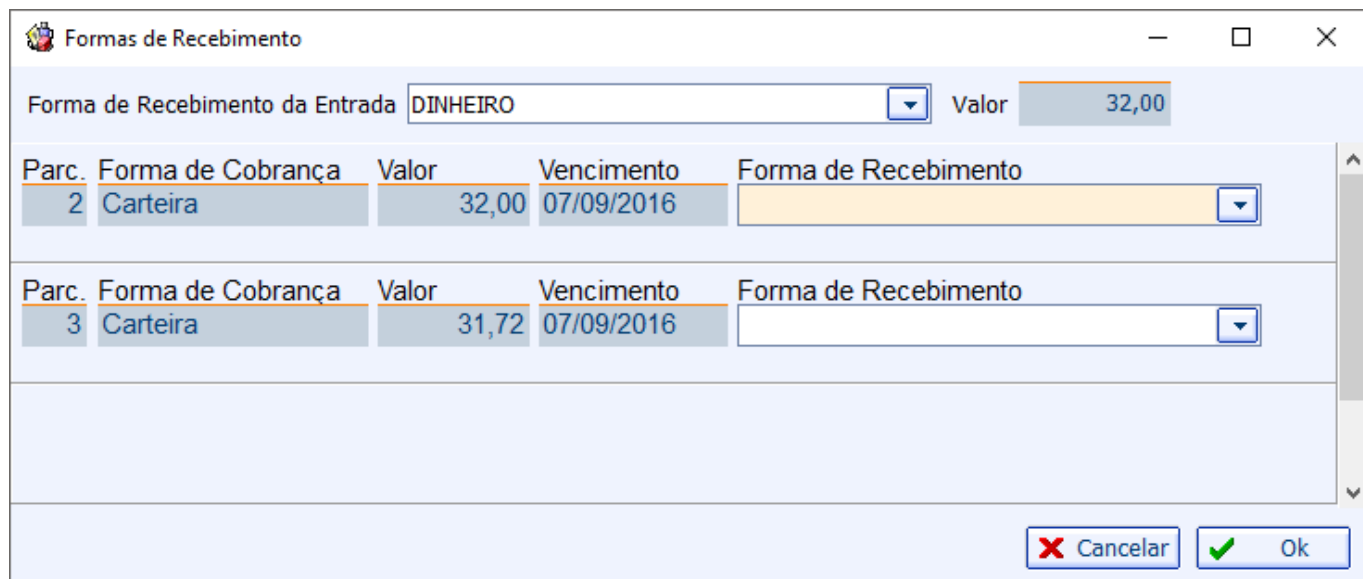 Formas de Recebimento
Forma de Recebimento da Entrada DINHEIRO Valor 32,00
Parc. Forma de Cobrança Valor Vencimento Forma de Recebimento
2 Carteira 32,00 07/09/2016
Parc. Forma de Cobrança Valor Vencimento Forma de Recebimento
3 Carteira 31,72 07/09/2016
Cancelar Ok